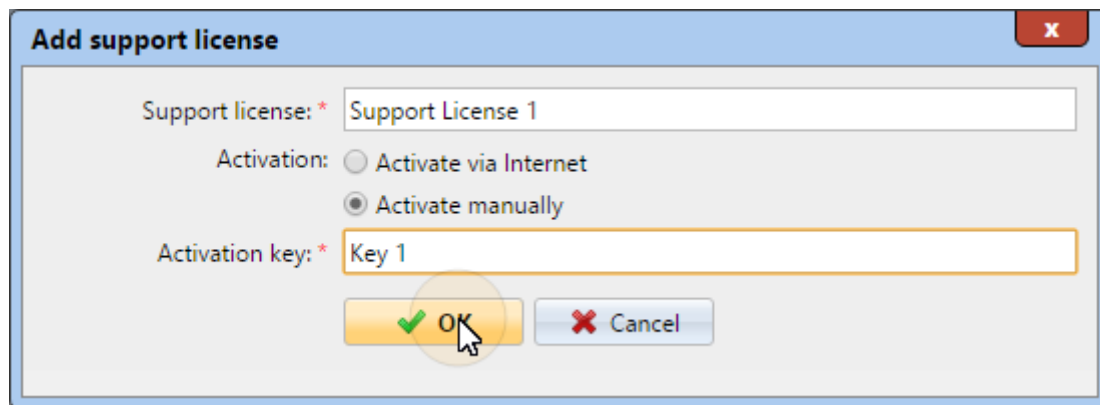 Add support license
x
Support license: * Support License 1
Activation: Activate via Internet
Activate manually
Activation key: * Key 1
OK Cancel